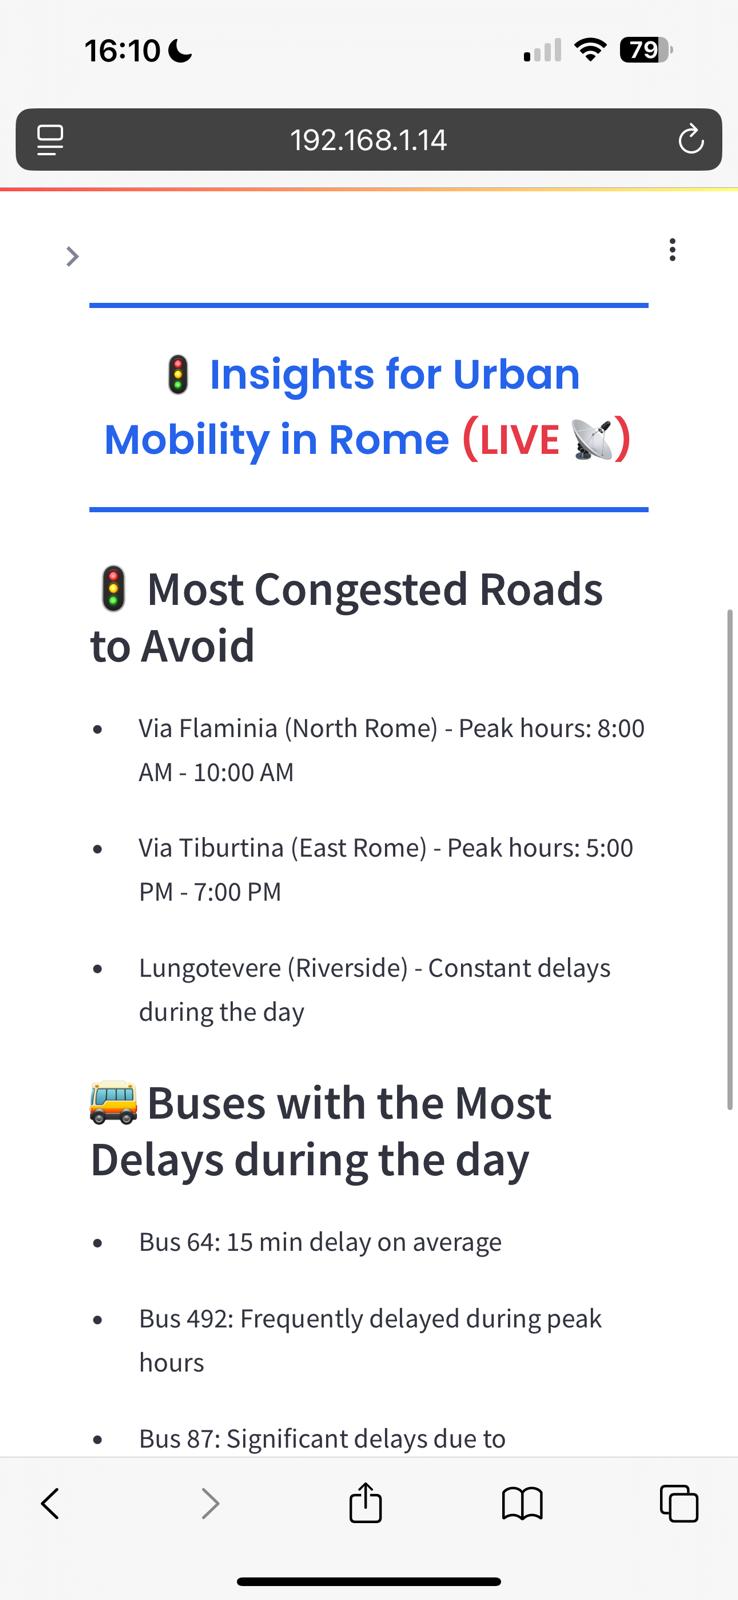 16:10
79
192.168.1.14
Insights for Urban
Mobility in Rome (LIVE 📡)
Most Congested Roads
to Avoid
• Via Flaminia (North Rome) - Peak hours: 8:00
AM - 10:00 AM
• Via Tiburtina (East Rome) - Peak hours: 5:00
PM - 7:00 PM
• Lungotevere (Riverside) - Constant delays
during the day
Buses with the Most
Delays during the day
• Bus 64: 15 min delay on average
• Bus 492: Frequently delayed during peak
hours
• Bus 87: Significant delays due to